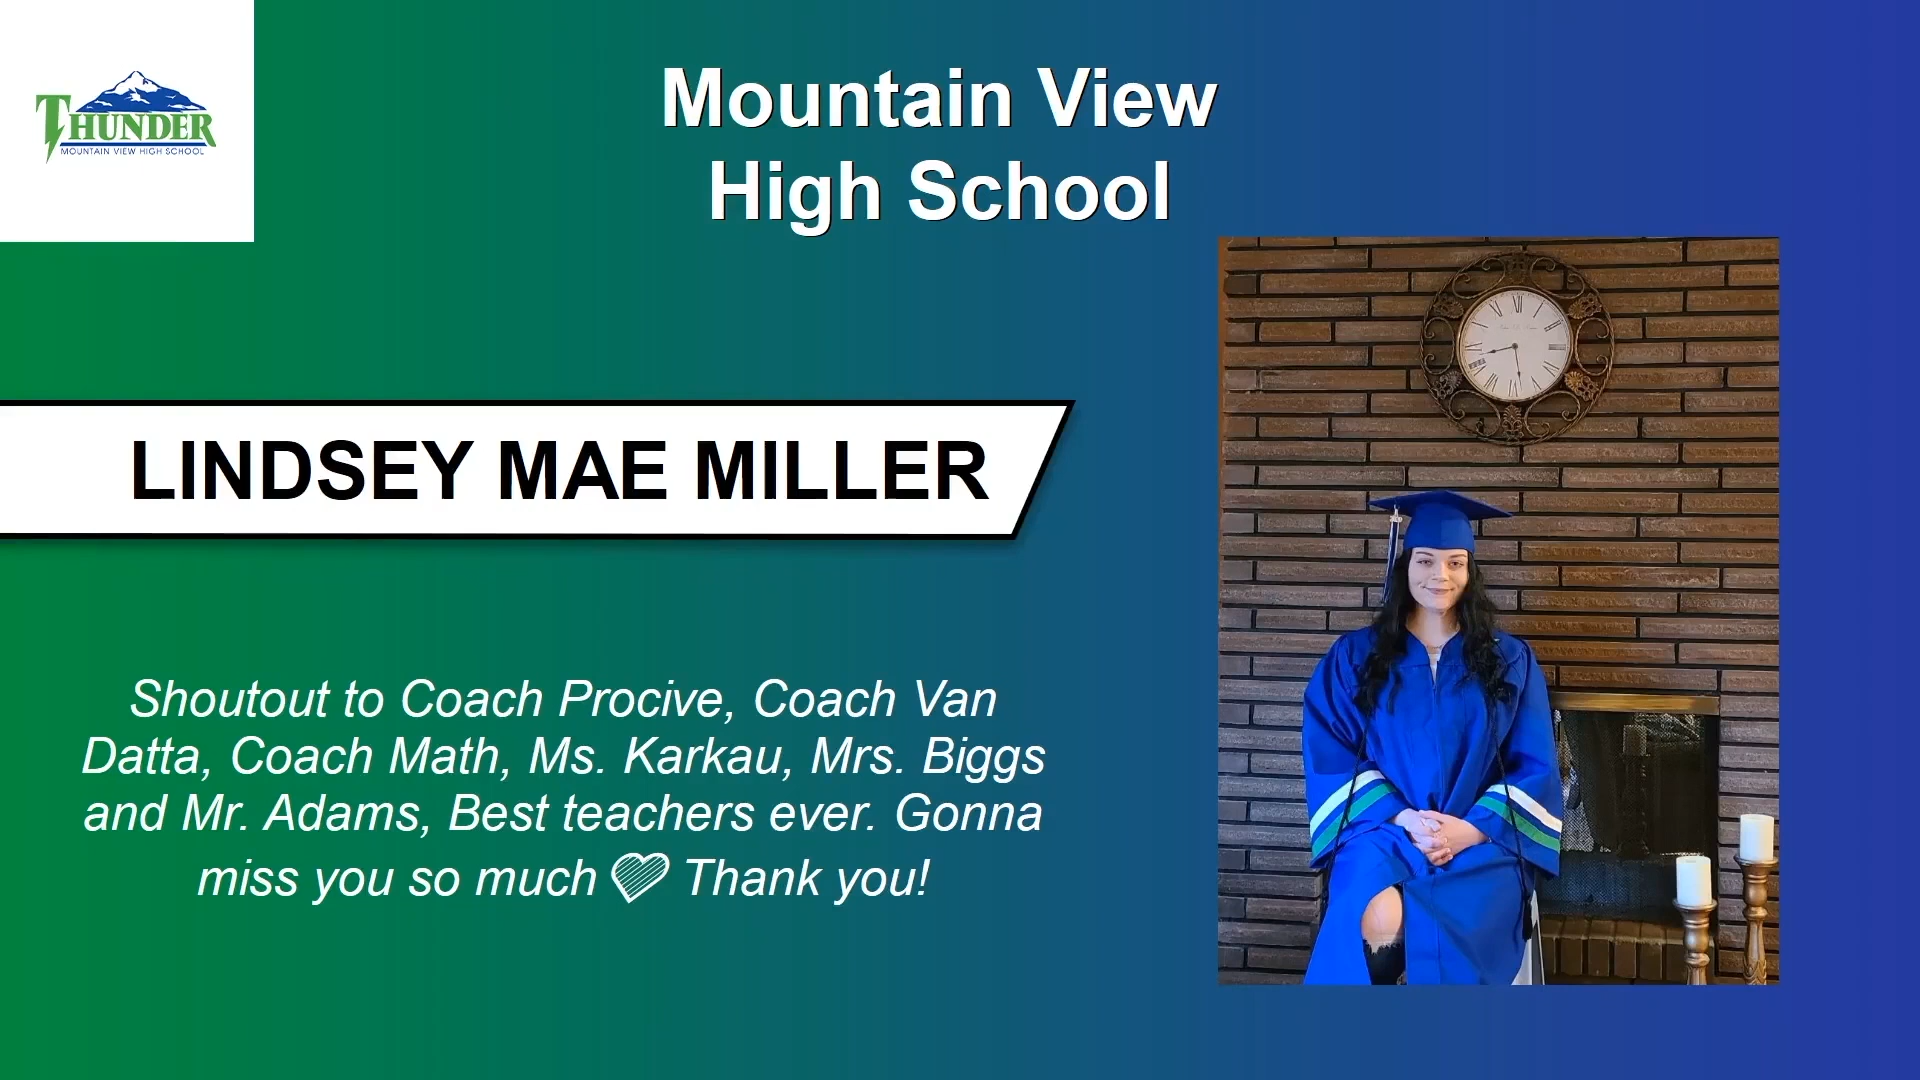 THUNDER
MOUNTAIN VIEW HIGH SCHOOL
Mountain View
High School
LINDSEY MAE MILLER
Shoutout to Coach Procive, Coach Van
Datta, Coach Math, Ms. Karkau, Mrs. Biggs
and Mr. Adams, Best teachers ever. Gonna
miss you so much Thank you!